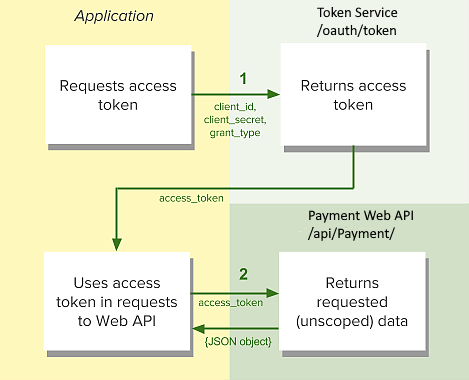 Application
Token Service
/oauth/token
Requests access
token
1
client_id,
client_secret,
grant_type
Returns access
token
access_token
Payment Web API
/api/Payment/
Uses access
token in requests
to Web API
2
access_token
{JSON object}
Returns
requested
(unscoped) data